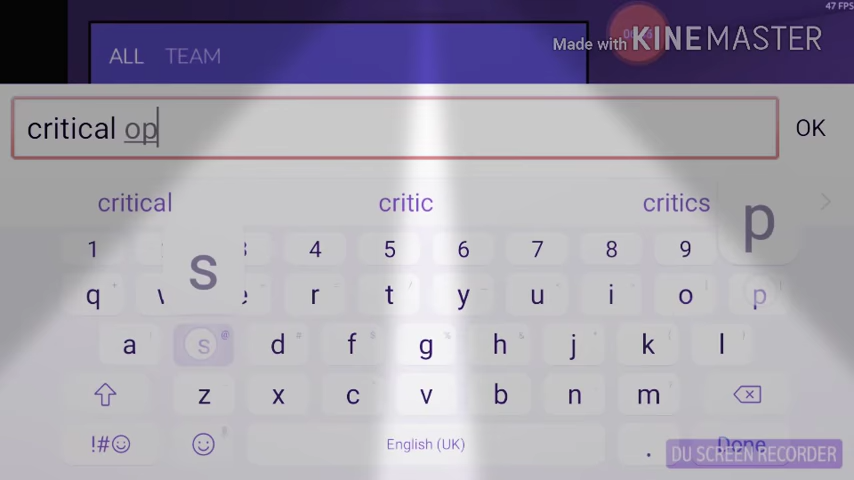 47 FPS
ALL TEAM
Made with KINEMASTER
critical op
OK
critical critic critics
p
s
1 3 4 5 6 7 8 9
q e r t y u i o p
a s d f g h j k l
z x c v b n m
!#☺ English (UK) . Done
DU SCREEN RECORDER